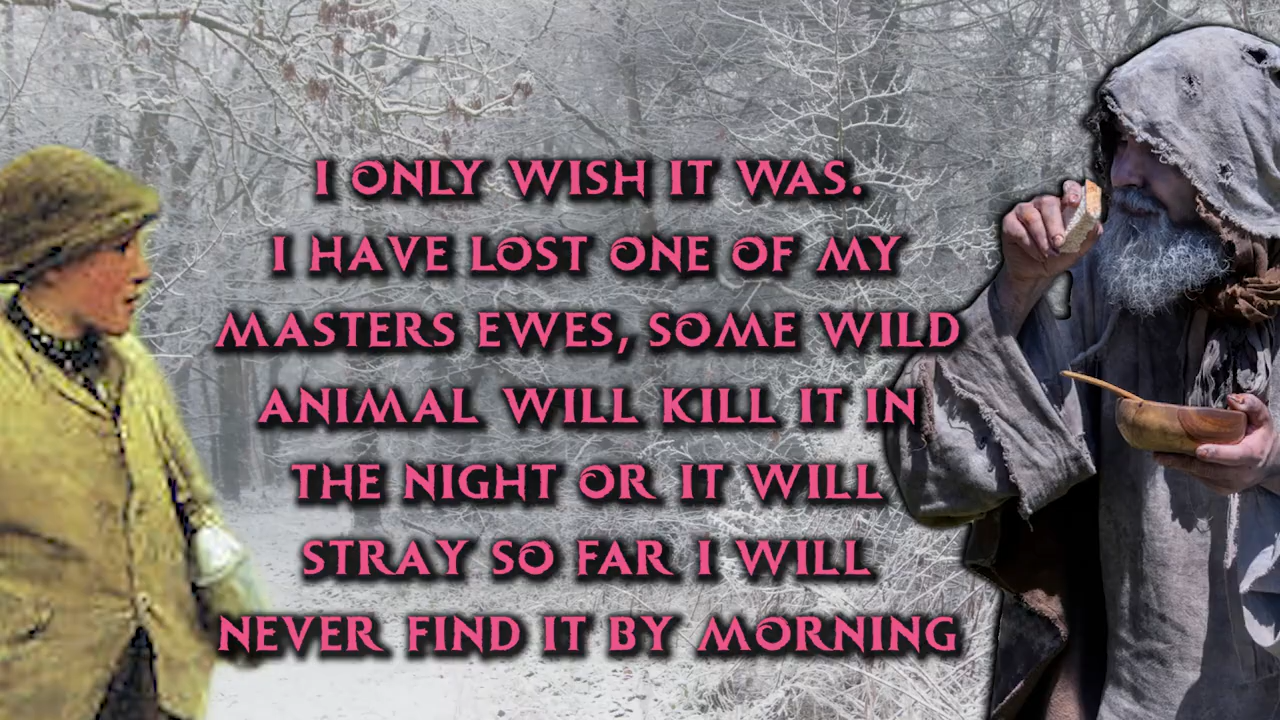 I ONLY WISH IT WAS.
I HAVE LOST ONE OF MY
MASTERS EWES, SOME WILD
ANIMAL WILL KILL IT IN
THE NIGHT OR IT WILL
STRAY SO FAR I WILL
NEVER FIND IT BY MORNING